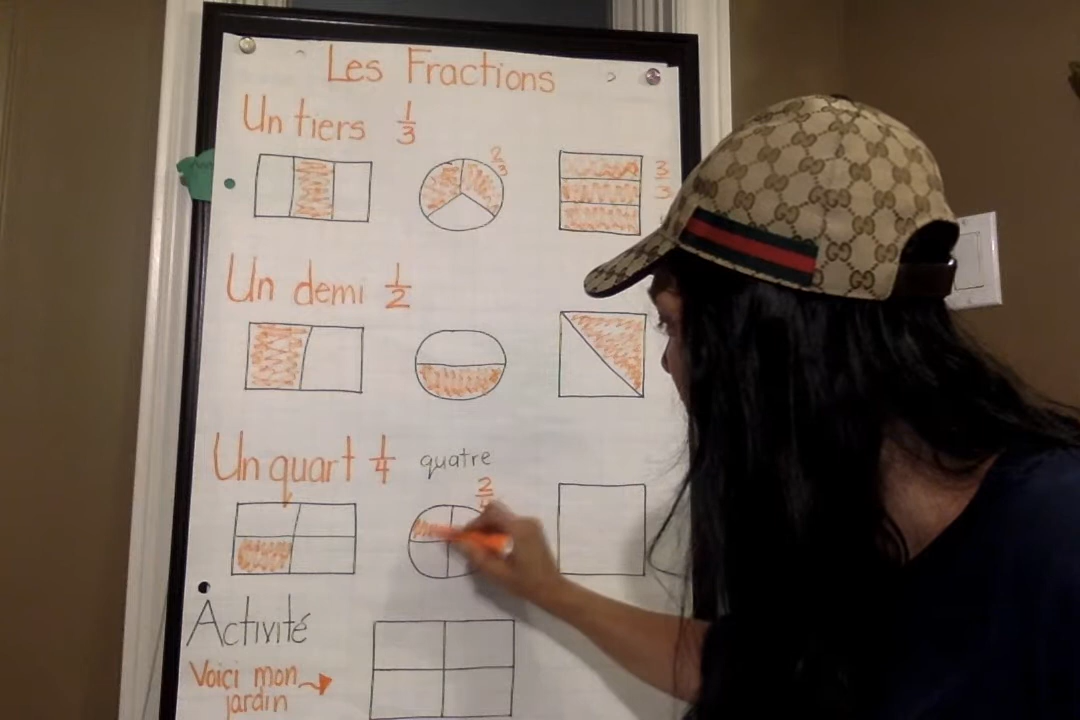 Les Fractions
Un tiers 1/3
2/3
3/3
Un demi 1/2
Un quart 1/4 quatre
2
Activité
Voici mon
jardin